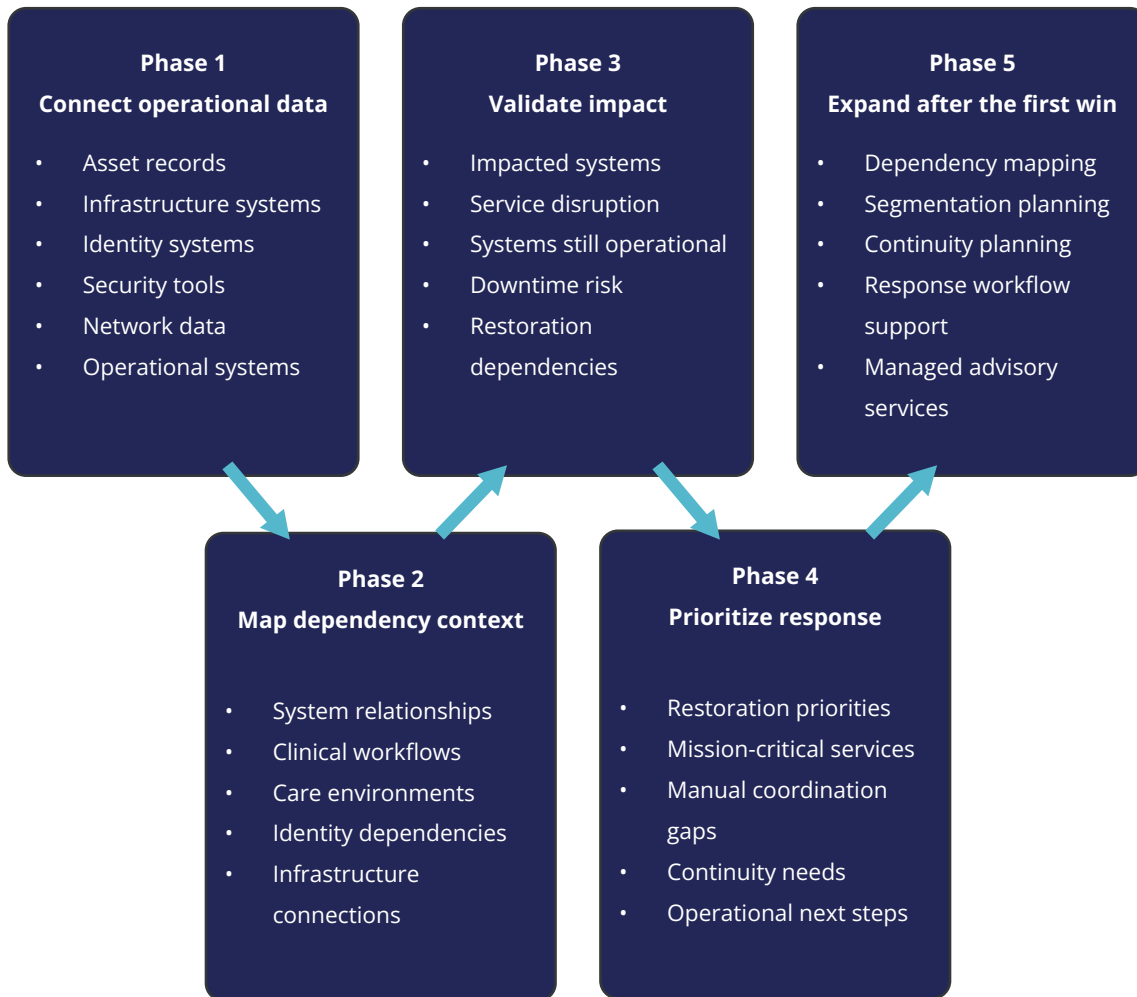 Phase 1
Connect operational data
• Asset records
• Infrastructure systems
• Identity systems
• Security tools
• Network data
• Operational systems
Phase 2
Map dependency context
• System relationships
• Clinical workflows
• Care environments
• Identity dependencies
• Infrastructure
connections
Phase 3
Validate impact
• Impacted systems
• Service disruption
• Systems still operational
• Downtime risk
• Restoration
dependencies
Phase 4
Prioritize response
• Restoration priorities
• Mission-critical services
• Manual coordination
gaps
• Continuity needs
• Operational next steps
Phase 5
Expand after the first win
• Dependency mapping
• Segmentation planning
• Continuity planning
• Response workflow
support
• Managed advisory
services